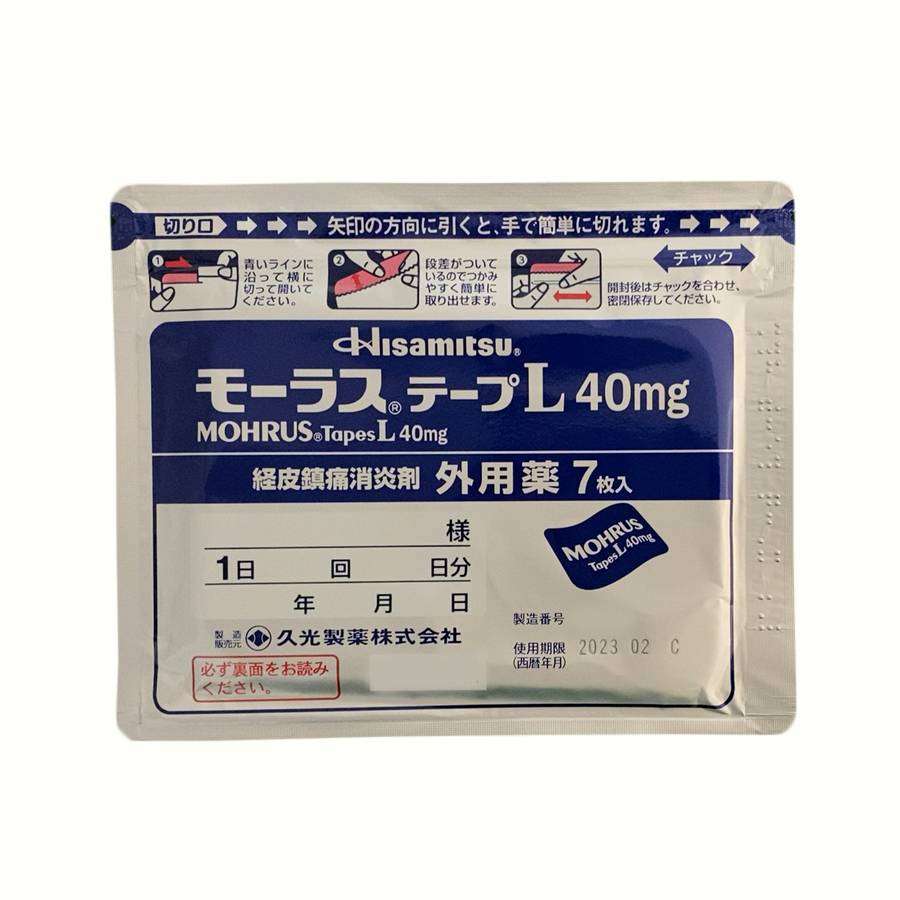 切り口 ⇨ ⇨ ⇨ 矢印の方向に引くと、手で簡単に切れます。 ⇨ ⇨ ⇨
1
青いラインに
沿って横に
切って開いて
ください。
2
段差がついて
いるのでつかみ
やすく簡単に
取り出せます。
3
チャック
開封後はチャックを合わせ、
密閉保存してください。
Hisamitsu®
モーラス®テープL 40mg
MOHRUS®Tapes L 40mg
経皮鎮痛消炎剤 外用薬 7枚入
様
1日 回 日分
年 月 日
MOHRUS
Tapes L 40mg
製造
販売元 久光製薬株式会社
必ず裏面をお読み
ください。
製造番号
使用期限 2023 02 C
(西暦年月)